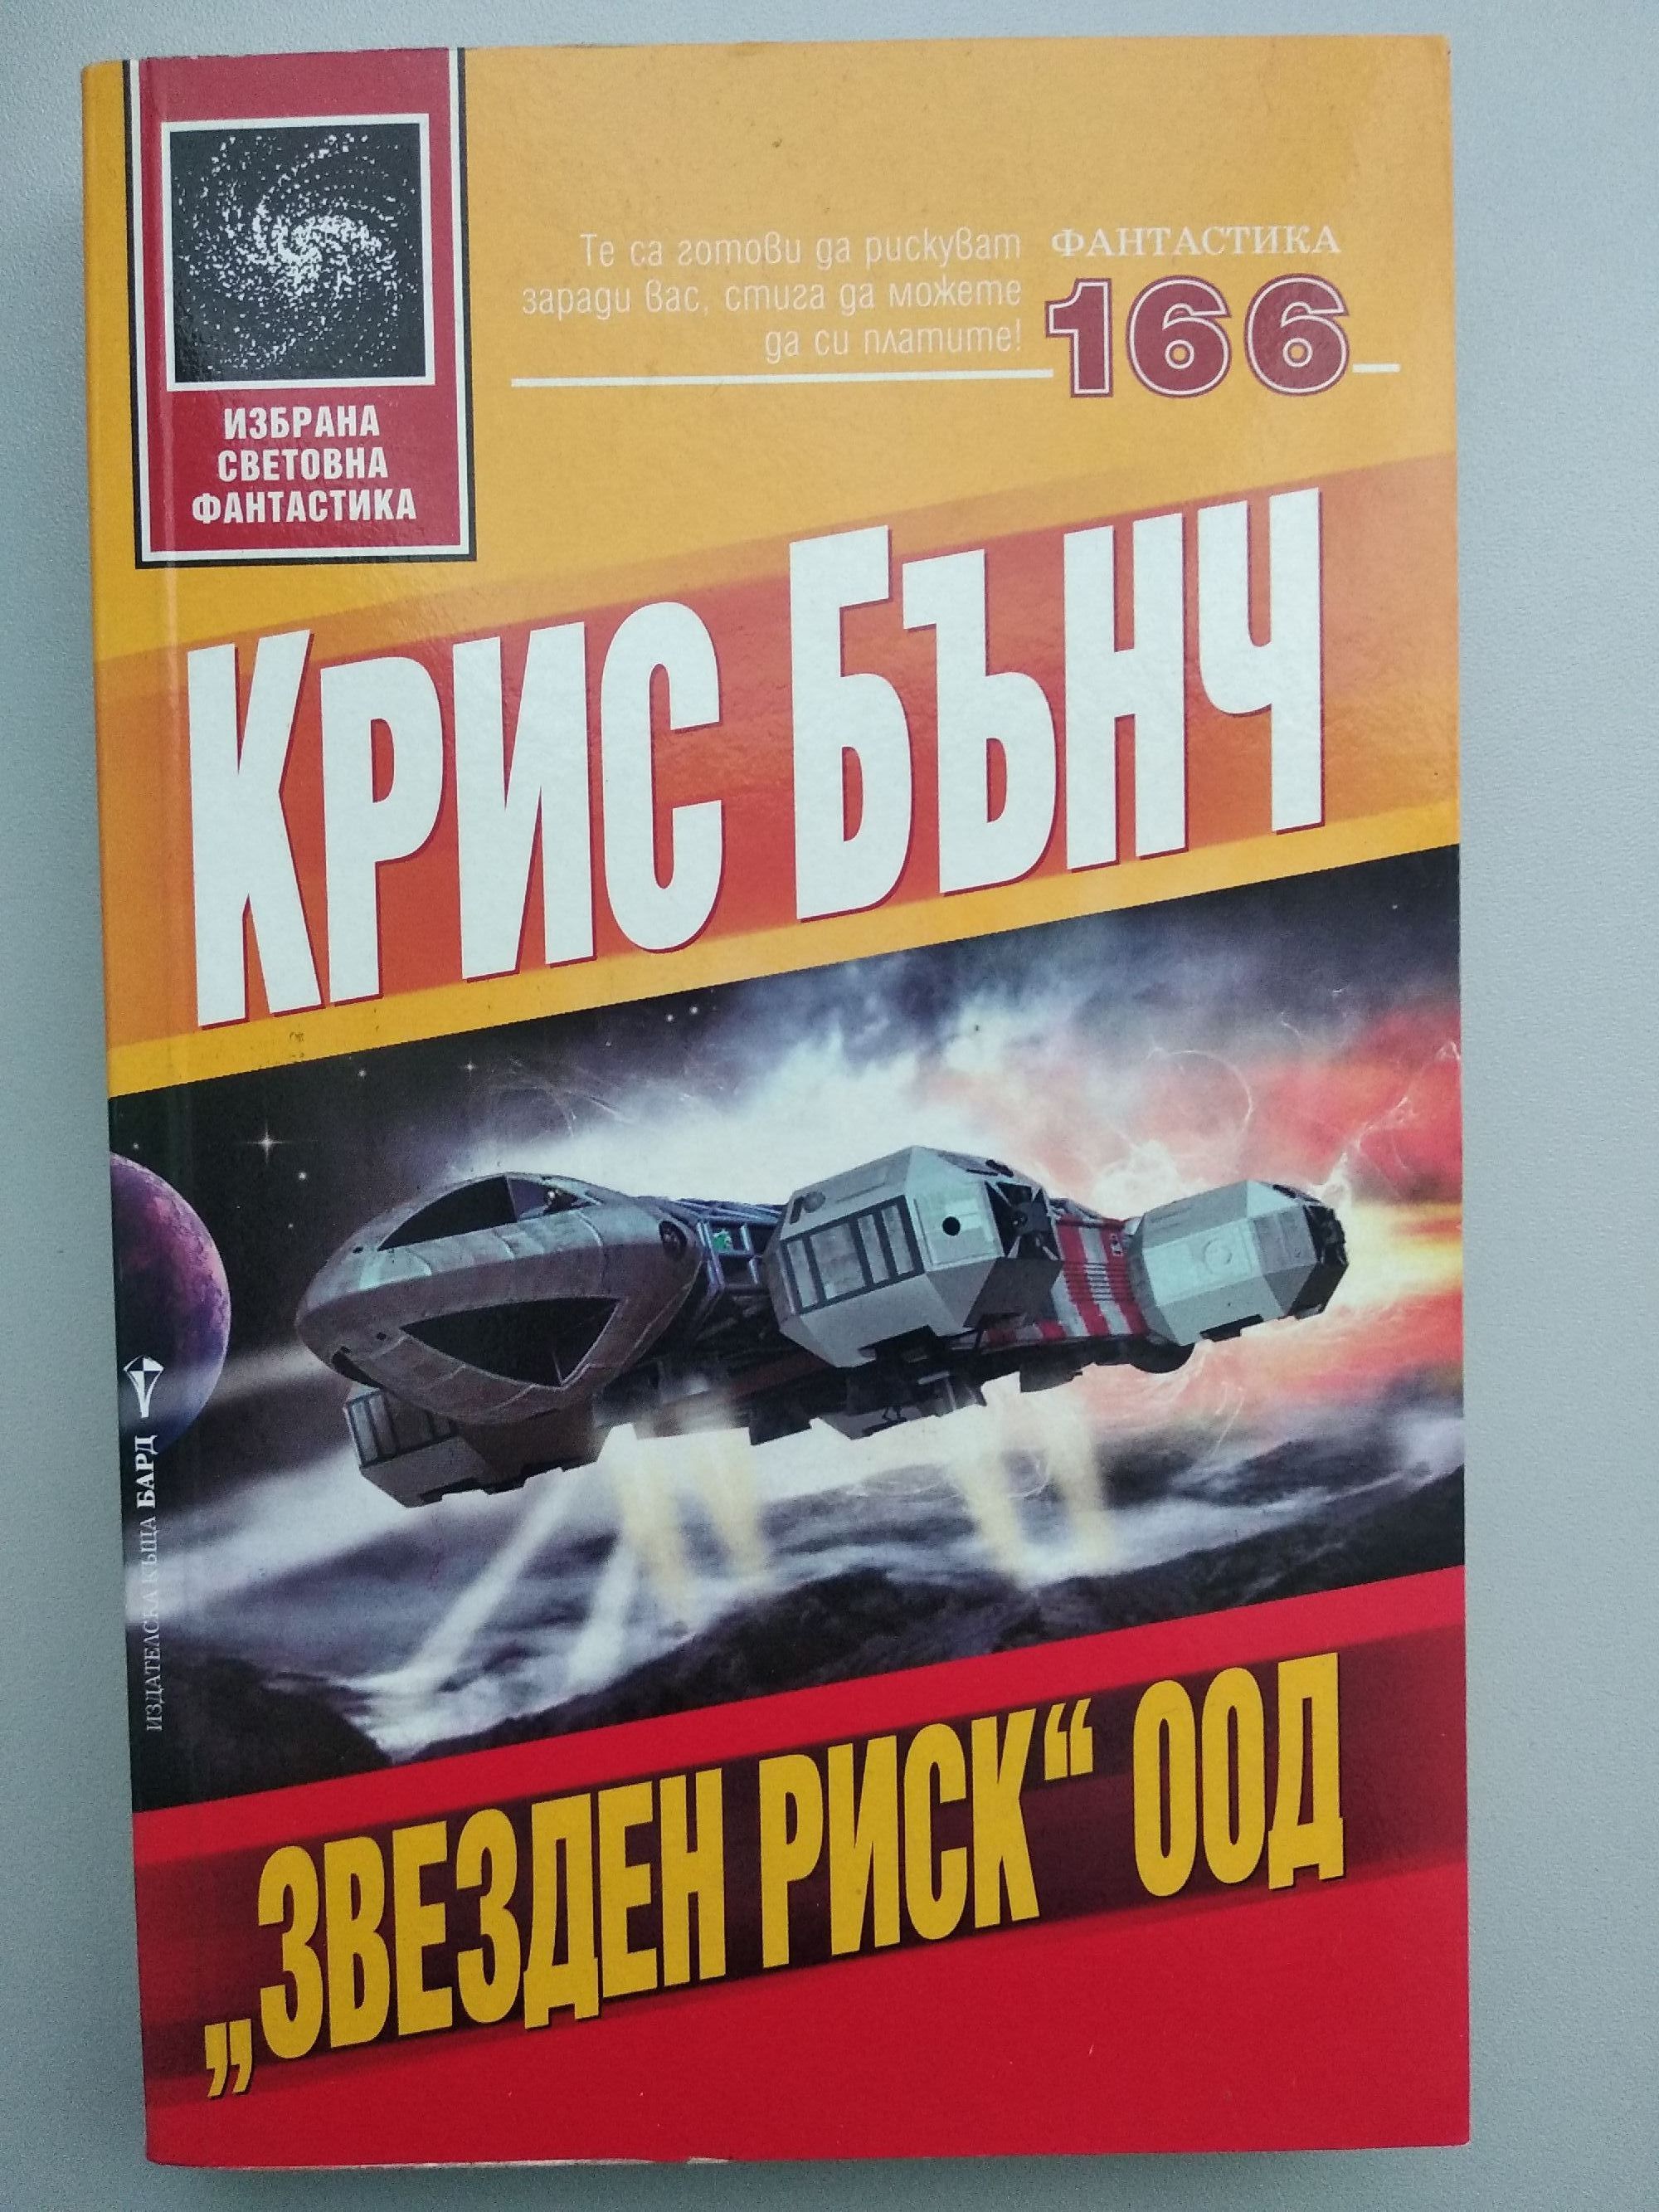 ИЗБРАНА
СВЕТОВНА
ФАНТАСТИКА
Те са готови да рискуват
заради вас, стига да можете
да си платите!
ФАНТАСТИКА
166
КРИС БЪНЧ
ИЗДАТЕЛСКА КЪЩА БАРД
„ЗВЕЗДЕН РИСК“ ООД